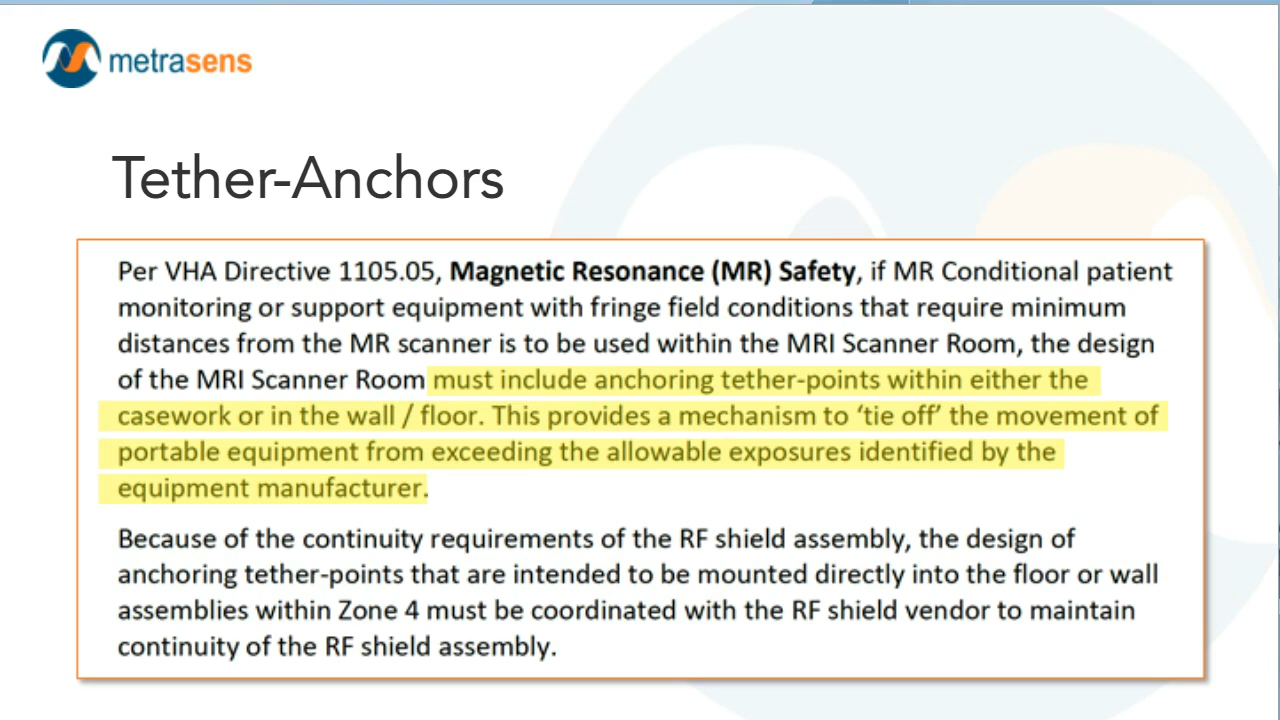 metrasens
Tether-Anchors
Per VHA Directive 1105.05, Magnetic Resonance (MR) Safety, if MR Conditional patient
monitoring or support equipment with fringe field conditions that require minimum
distances from the MR scanner is to be used within the MRI Scanner Room, the design
of the MRI Scanner Room must include anchoring tether-points within either the
casework or in the wall / floor. This provides a mechanism to ‘tie off’ the movement of
portable equipment from exceeding the allowable exposures identified by the
equipment manufacturer.
Because of the continuity requirements of the RF shield assembly, the design of
anchoring tether-points that are intended to be mounted directly into the floor or wall
assemblies within Zone 4 must be coordinated with the RF shield vendor to maintain
continuity of the RF shield assembly.